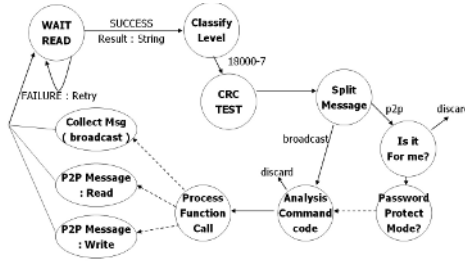 WAIT
READ
SUCCESS
Result : String
Classify
Level
FAILURE : Retry
18000-7
CRC
TEST
Split
Message
p2p
discard
Is it
For me?
broadcast
Collect Msg
( broadcast )
discard
P2P Message
: Read
Process
Function
Call
Analysis
Command
code
Password
Protect
Mode?
P2P Message
: Write